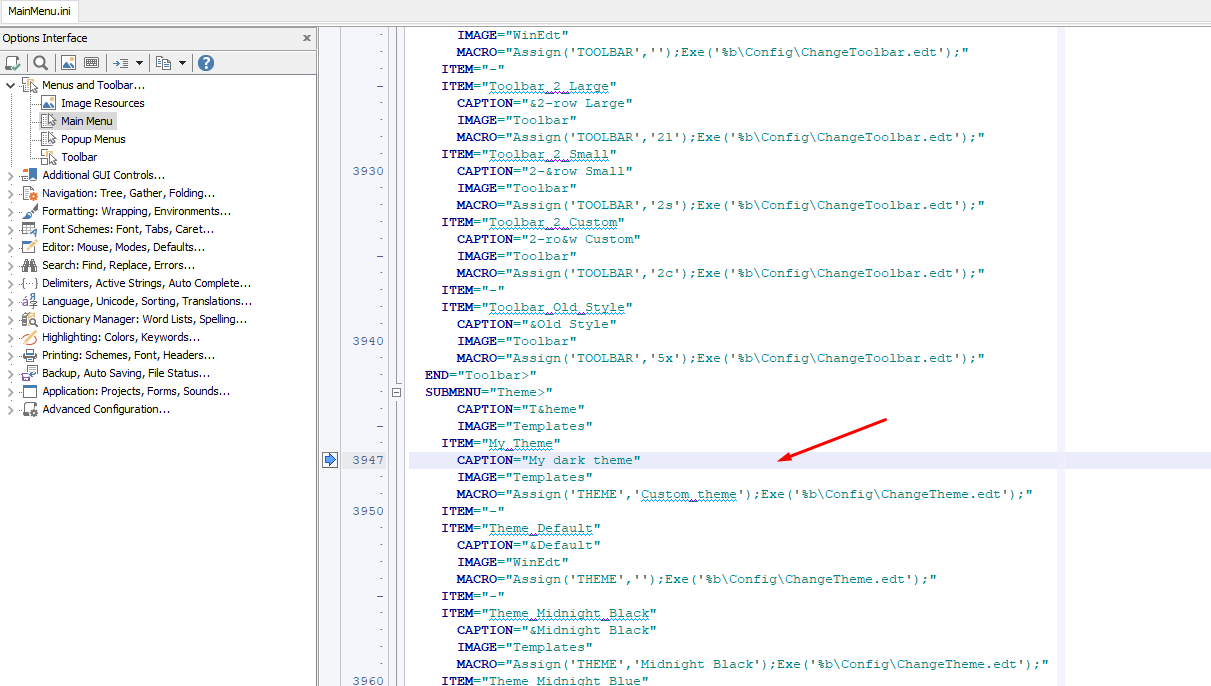 MainMenu.ini
Options Interface
Menus and Toolbar...
Image Resources
Main Menu
Popup Menus
Toolbar
Additional GUI Controls...
Navigation: Tree, Gather, Folding...
Formatting: Wrapping, Environments...
Font Schemes: Font, Tabs, Caret...
Editor: Mouse, Modes, Defaults...
Search: Find, Replace, Errors...
Delimiters, Active Strings, Auto Complete...
Language, Unicode, Sorting, Translations...
Dictionary Manager: Word Lists, Spelling...
Highlighting: Colors, Keywords...
Printing: Schemes, Font, Headers...
Backup, Auto Saving, File Status...
Application: Projects, Forms, Sounds...
Advanced Configuration...
IMAGE="WinEdt"
MACRO="Assign('TOOLBAR','');Exe('%b\Config\ChangeToolbar.edt');"
ITEM="-"
ITEM="Toolbar_2_Large"
CAPTION="&2-row Large"
IMAGE="Toolbar"
MACRO="Assign('TOOLBAR','2l');Exe('%b\Config\ChangeToolbar.edt');"
ITEM="Toolbar_2_Small"
3930 CAPTION="2-&row Small"
IMAGE="Toolbar"
MACRO="Assign('TOOLBAR','2s');Exe('%b\Config\ChangeToolbar.edt');"
ITEM="Toolbar_2_Custom"
CAPTION="2-ro&w Custom"
IMAGE="Toolbar"
MACRO="Assign('TOOLBAR','2c');Exe('%b\Config\ChangeToolbar.edt');"
ITEM="-"
ITEM="Toolbar_Old_Style"
CAPTION="&Old Style"
3940 IMAGE="Toolbar"
MACRO="Assign('TOOLBAR','5x');Exe('%b\Config\ChangeToolbar.edt');"
END="Toolbar>"
SUBMENU="Theme>"
CAPTION="T&heme"
IMAGE="Templates"
ITEM="My_Theme"
3947 CAPTION="My dark theme"
IMAGE="Templates"
MACRO="Assign('THEME','Custom_theme');Exe('%b\Config\ChangeTheme.edt');"
3950 ITEM="-"
ITEM="Theme_Default"
CAPTION="&Default"
IMAGE="WinEdt"
MACRO="Assign('THEME','');Exe('%b\Config\ChangeTheme.edt');"
ITEM="-"
ITEM="Theme_Midnight_Black"
CAPTION="&Midnight Black"
IMAGE="Templates"
MACRO="Assign('THEME','Midnight Black');Exe('%b\Config\ChangeTheme.edt');"
3960 ITEM="Theme_Midnight_Blue"